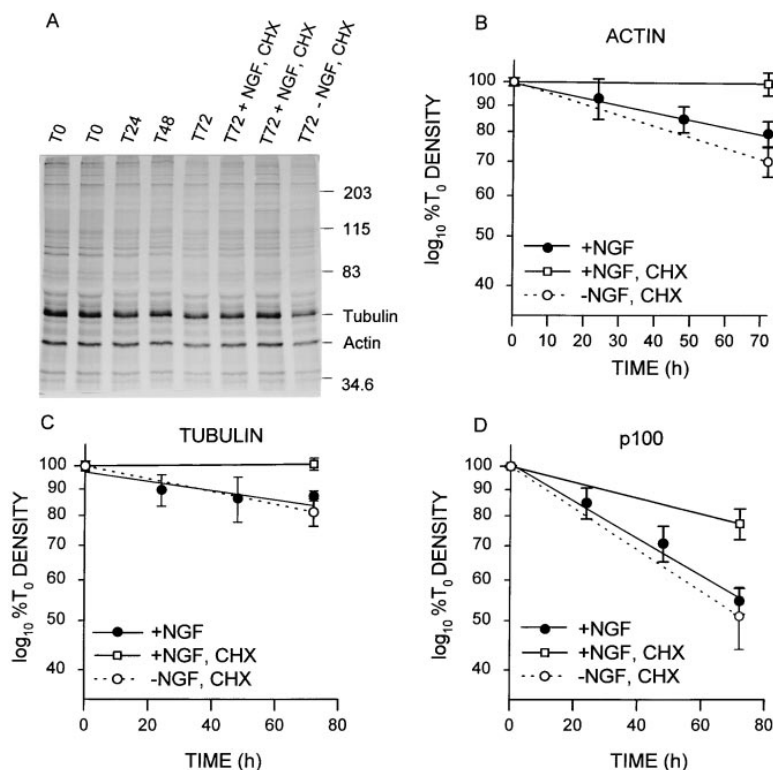 A
T0
T0
T24
T48
T72
T72 + NGF, CHX
T72 + NGF, CHX
T72 - NGF, CHX
203
115
83
Tubulin
Actin
34.6
B
ACTIN
log10 %T0 DENSITY
100
90
80
70
60
50
40
+NGF
+NGF, CHX
-NGF, CHX
0 10 20 30 40 50 60 70
TIME (h)
C
TUBULIN
log10 %T0 DENSITY
100
90
80
70
60
50
40
+NGF
+NGF, CHX
-NGF, CHX
0 20 40 60 80
TIME (h)
D
p100
log10 %T0 DENSITY
100
90
80
70
60
50
40
+NGF
+NGF, CHX
-NGF, CHX
0 20 40 60 80
TIME (h)